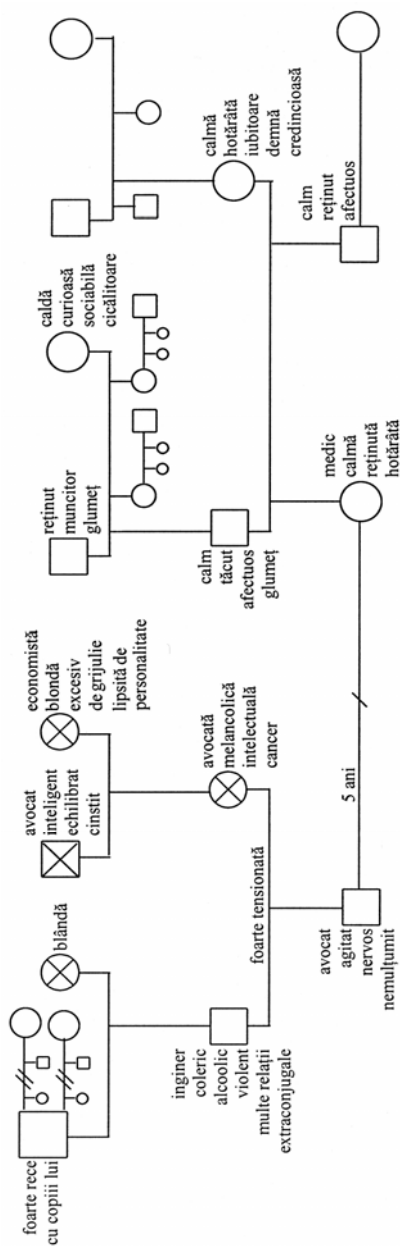 foarte rece
cu copiii lui
blândă
avocat
inteligent
echilibrat
cinstit
economistă
blondă
excesiv
de grijulie
lipsită de
personalitate
reținut
muncitor
glumeț
caldă
curioasă
sociabilă
cicălitoare
inginer
coleric
alcoolic
violent
multe relații
extraconjugale
foarte tensionată
avocată
melancolică
intelectuală
cancer
calm
tăcut
afectuos
glumeț
calmă
hotărâtă
iubitoare
demnă
credincioasă
avocat
agitat
nervos
nemulțumit
5 ani
medic
calmă
reținută
hotărâtă
calm
reținut
afectuos